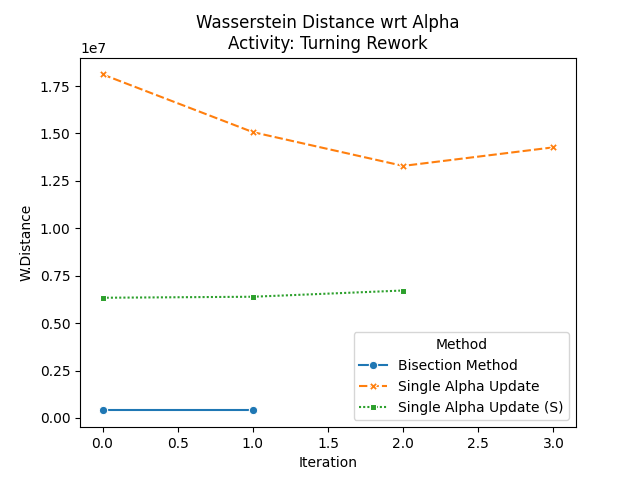 Wasserstein Distance wrt Alpha
Activity: Turning Rework
1e7
1.75
1.50
1.25
1.00
0.75
0.50
0.25
0.00
W.Distance
Method
Bisection Method
Single Alpha Update
Single Alpha Update (S)
0.0 0.5 1.0 1.5 2.0 2.5 3.0
Iteration